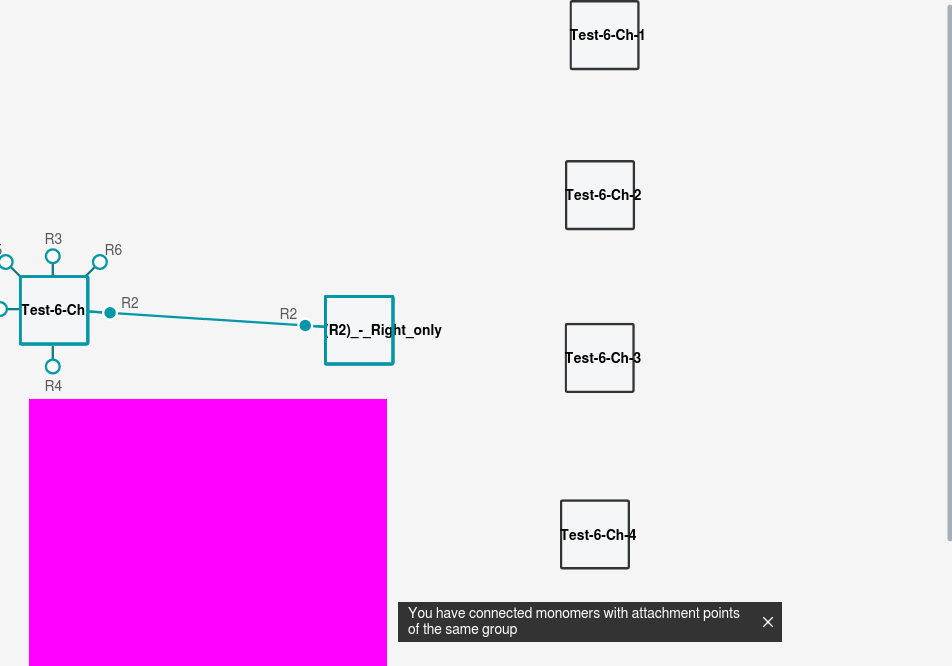 Test-6-Ch-1
Test-6-Ch-2
R3
R6
R2
Test-6-Ch
R2
(R2)_-_Right_only
Test-6-Ch-3
R4
Test-6-Ch-4
You have connected monomers with attachment points
of the same group